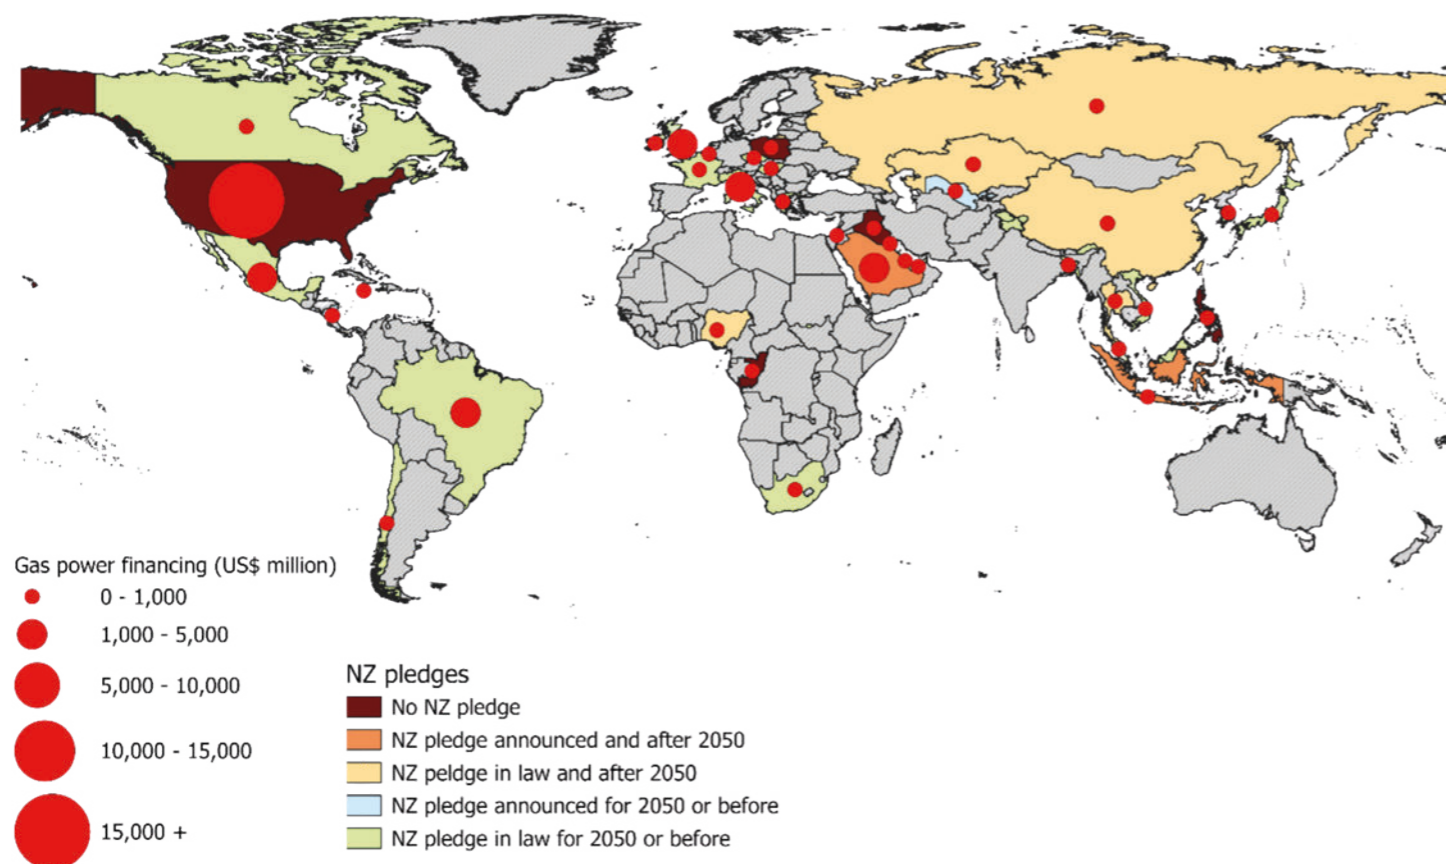 Gas power financing (US$ million)
0 - 1,000
1,000 - 5,000
5,000 - 10,000
10,000 - 15,000
15,000 +
NZ pledges
No NZ pledge
NZ pledge announced and after 2050
NZ peldge in law and after 2050
NZ pledge announced for 2050 or before
NZ pledge in law for 2050 or before